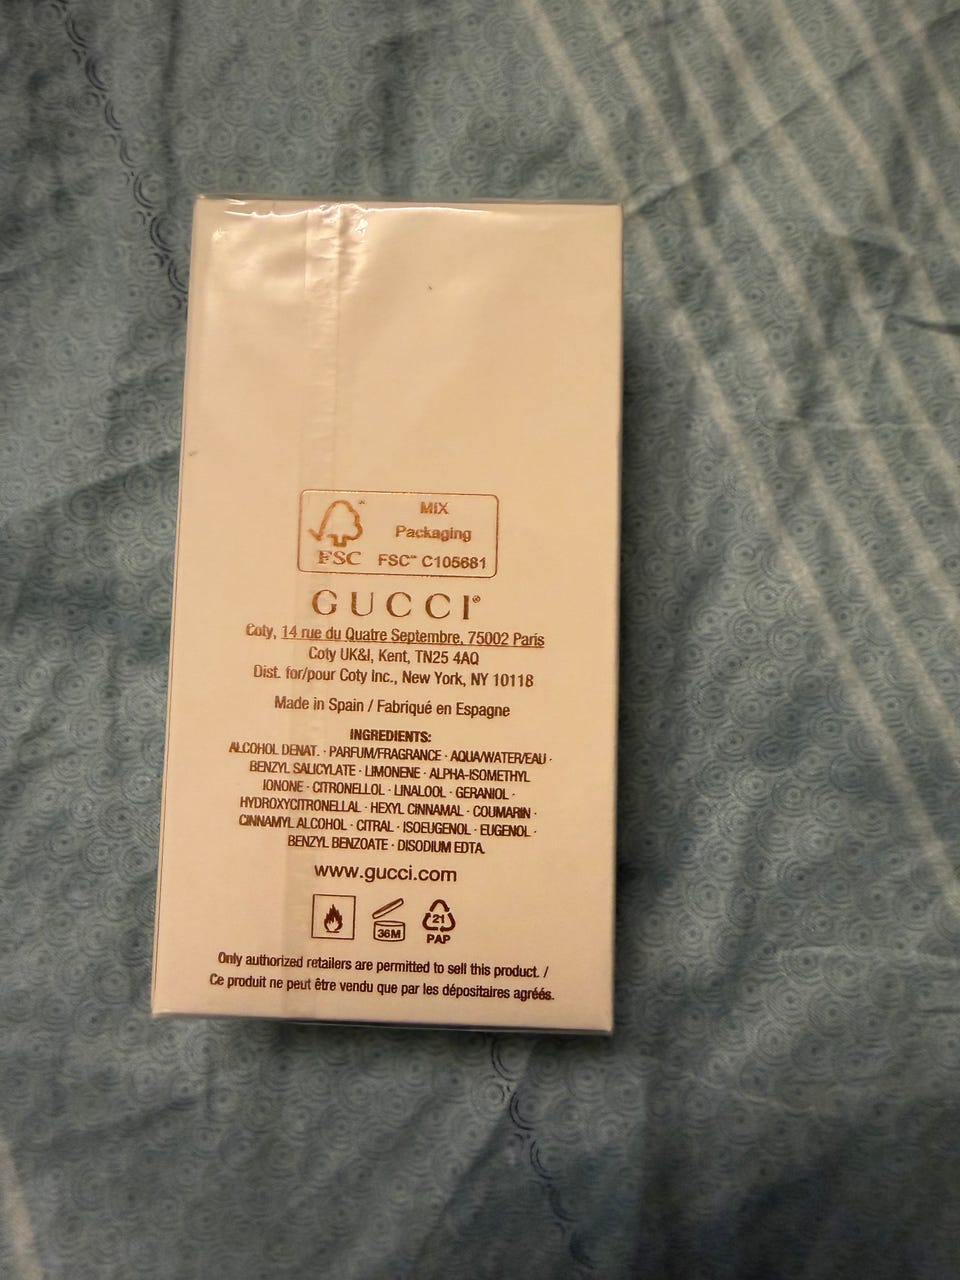 MIX
Packaging
FSC FSC™ C105681
GUCCI®
Coty, 14 rue du Quatre Septembre, 75002 Paris
Coty UK&I, Kent, TN25 4AQ
Dist. for/pour Coty Inc., New York, NY 10118
Made in Spain / Fabriqué en Espagne
INGREDIENTS:
ALCOHOL DENAT. · PARFUM/FRAGRANCE · AQUA/WATER/EAU ·
BENZYL SALICYLATE · LIMONENE · ALPHA-ISOMETHYL
IONONE · CITRONELLOL · LINALOOL · GERANIOL ·
HYDROXYCITRONELLAL · HEXYL CINNAMAL · COUMARIN ·
CINNAMYL ALCOHOL · CITRAL · ISOEUGENOL · EUGENOL ·
BENZYL BENZOATE · DISODIUM EDTA.
www.gucci.com
36M 21
PAP
Only authorized retailers are permitted to sell this product. /
Ce produit ne peut être vendu que par les dépositaires agréés.